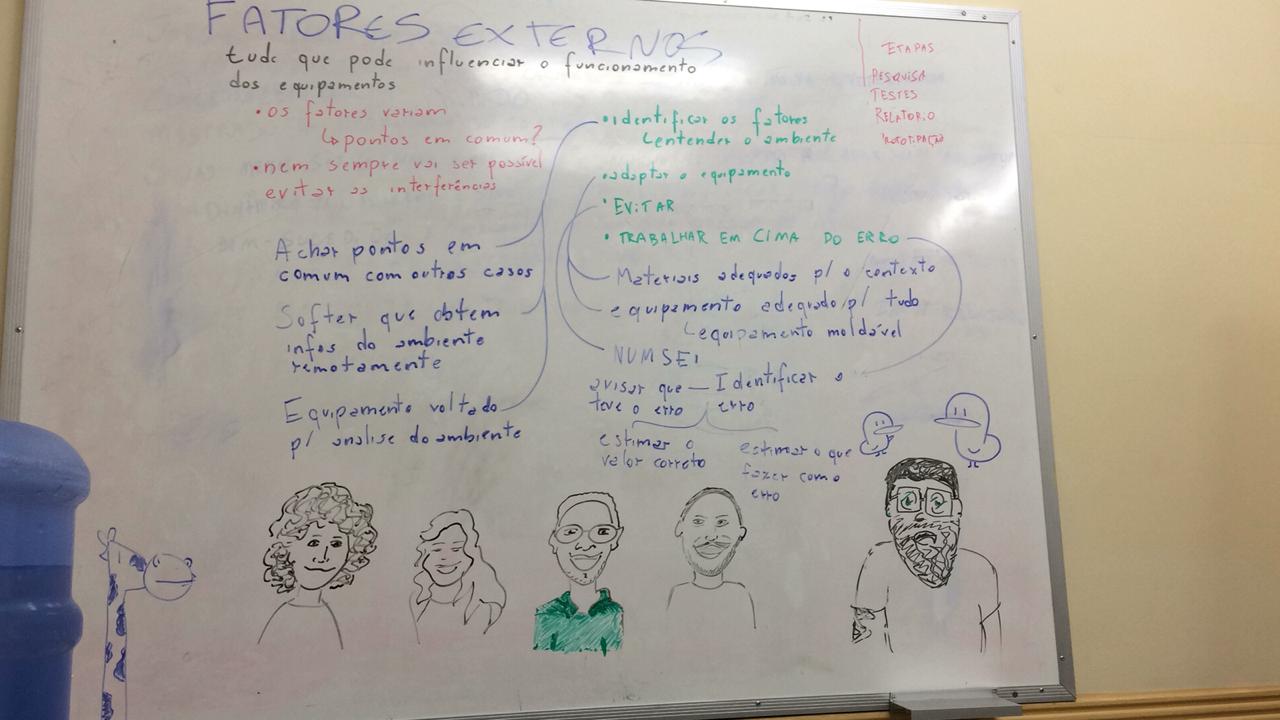 FATORES EXTERNOS
tudo que pode influenciar o funcionamento
dos equipamentos
• os fatores variam
↳ pontos em comum?
• nem sempre vai ser possível
evitar as interferências
Achar pontos em
comum com outros casos
Softer que obtem
infos do ambiente
remotamente
Equipamento voltado
p/ analise do ambiente
• identificar os fatores
↳ entender o ambiente
• adaptar o equipamento
• EVITAR
• TRABALHAR EM CIMA DO ERRO
Materiais adequados p/ o contexto
equipamento adequado p/ tudo
↳ equipamento moldável
NUM SEI
avisar que
teve o erro
Identificar o
erro
estimar o
valor correto
estimar o que
fazer com o
erro
ETAPAS
PESQUISA
TESTES
RELATORIO